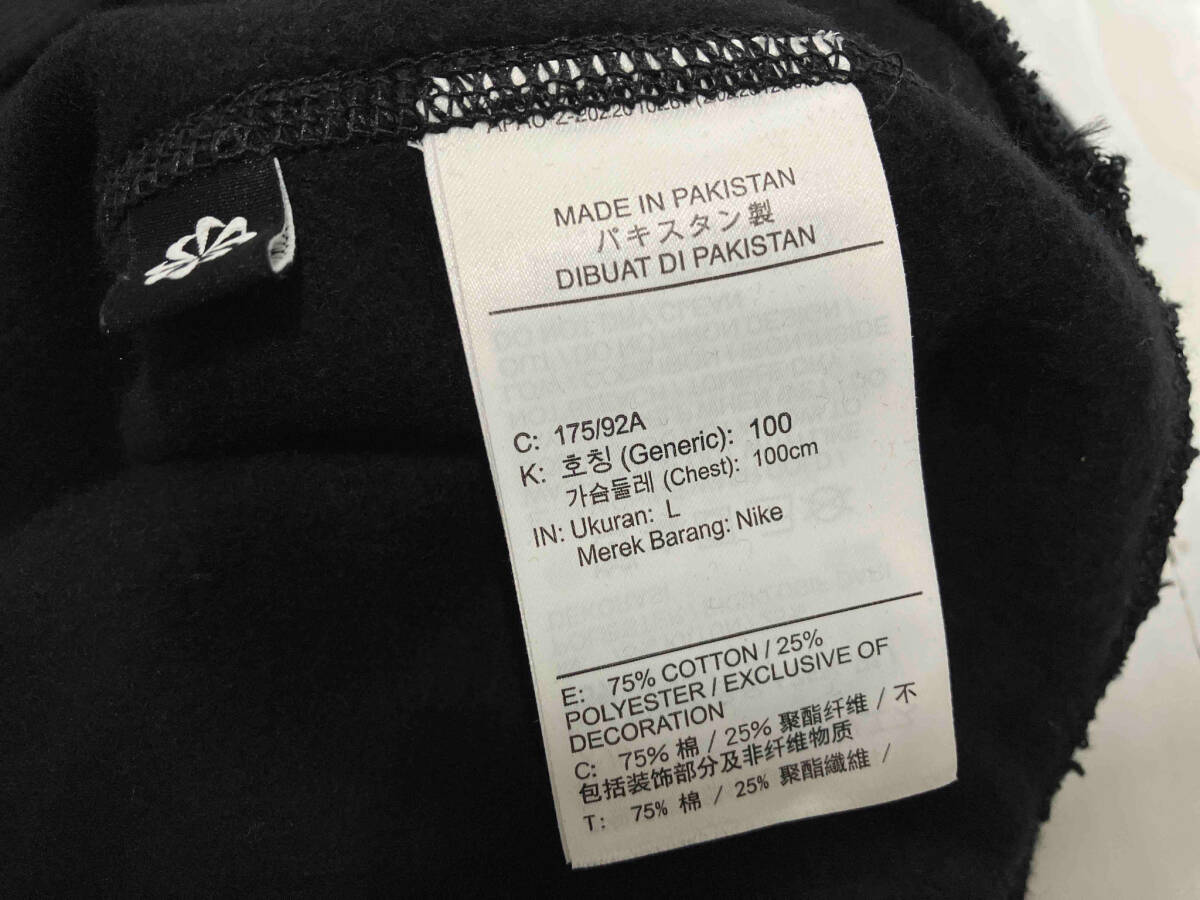 MADE IN PAKISTAN
パキスタン製
DIBUAT DI PAKISTAN
C: 175/92A
K: 호칭 (Generic): 100
가슴둘레 (Chest): 100cm
IN: Ukuran: L
Merek Barang: Nike
E: 75% COTTON / 25%
POLYESTER / EXCLUSIVE OF
DECORATION
C: 75% 棉 / 25% 聚酯纤维 / 不
包括装饰部分及非纤维物质
T: 75% 棉 / 25% 聚酯纖維 /